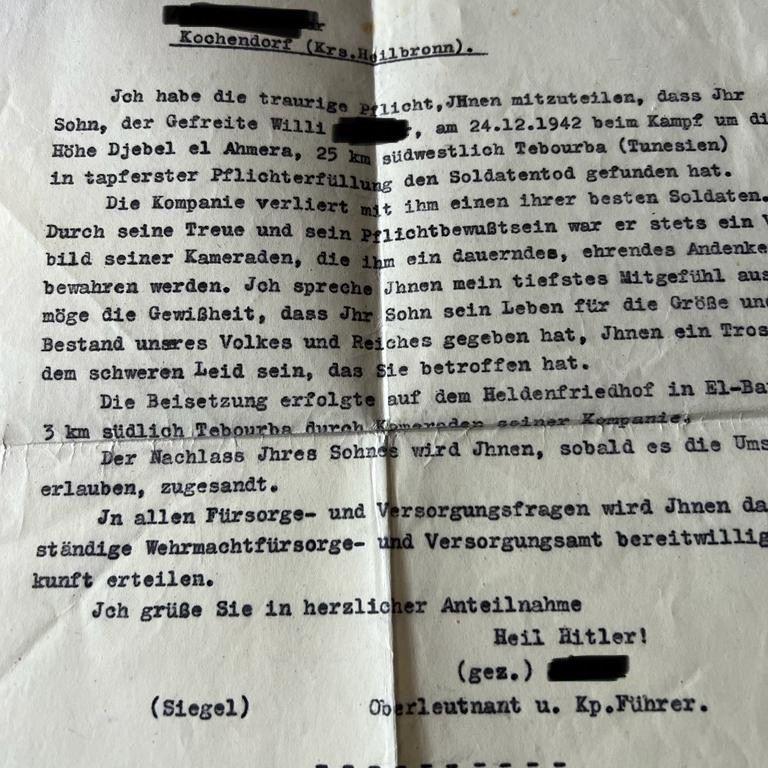 Kochendorf (Krs.Heilbronn).
Jch habe die traurige Pflicht,JHnen mitzuteilen, dass Jhr
Sohn, der Gefreite Willi r, am 24.12.1942 beim Kampf um di
Höhe Djebel el Ahmera, 25 km südwestlich Tebourba (Tunesien)
in tapferster Pflichterfüllung den Soldatentod gefunden hat.
Die Kompanie verliert mit ihm einen ihrer besten Soldaten.
Durch seine Treue und sein Pflichtbewußtsein war er stets ein V
bild seiner Kameraden, die ihm ein dauerndes, ehrendes Andenke
bewahren werden. Jch spreche Jhnen mein tiefstes Mitgefühl aus
möge die Gewißheit, dass Jhr Sohn sein Leben für die Größe und
Bestand unsres Volkes und Reiches gegeben hat, Jhnen ein Tros
dem schweren Leid sein, das Sie betroffen hat.
Die Beisetzung erfolgte auf dem Heldenfriedhof in El-Ba
3 km südlich Tebourba durch Kameraden seiner Kompanie.
Der Nachlass Jhres Sohnes wird Jhnen, sobald es die Ums
erlauben, zugesandt.
Jn allen Fürsorge- und Versorgungsfragen wird Jhnen da
ständige Wehrmachtfürsorge- und Versorgungsamt bereitwillig
kunft erteilen.
Jch grüße Sie in herzlicher Anteilnahme
Heil Hitler!
(gez.)
(Siegel) Oberleutnant u. Kp.Führer.